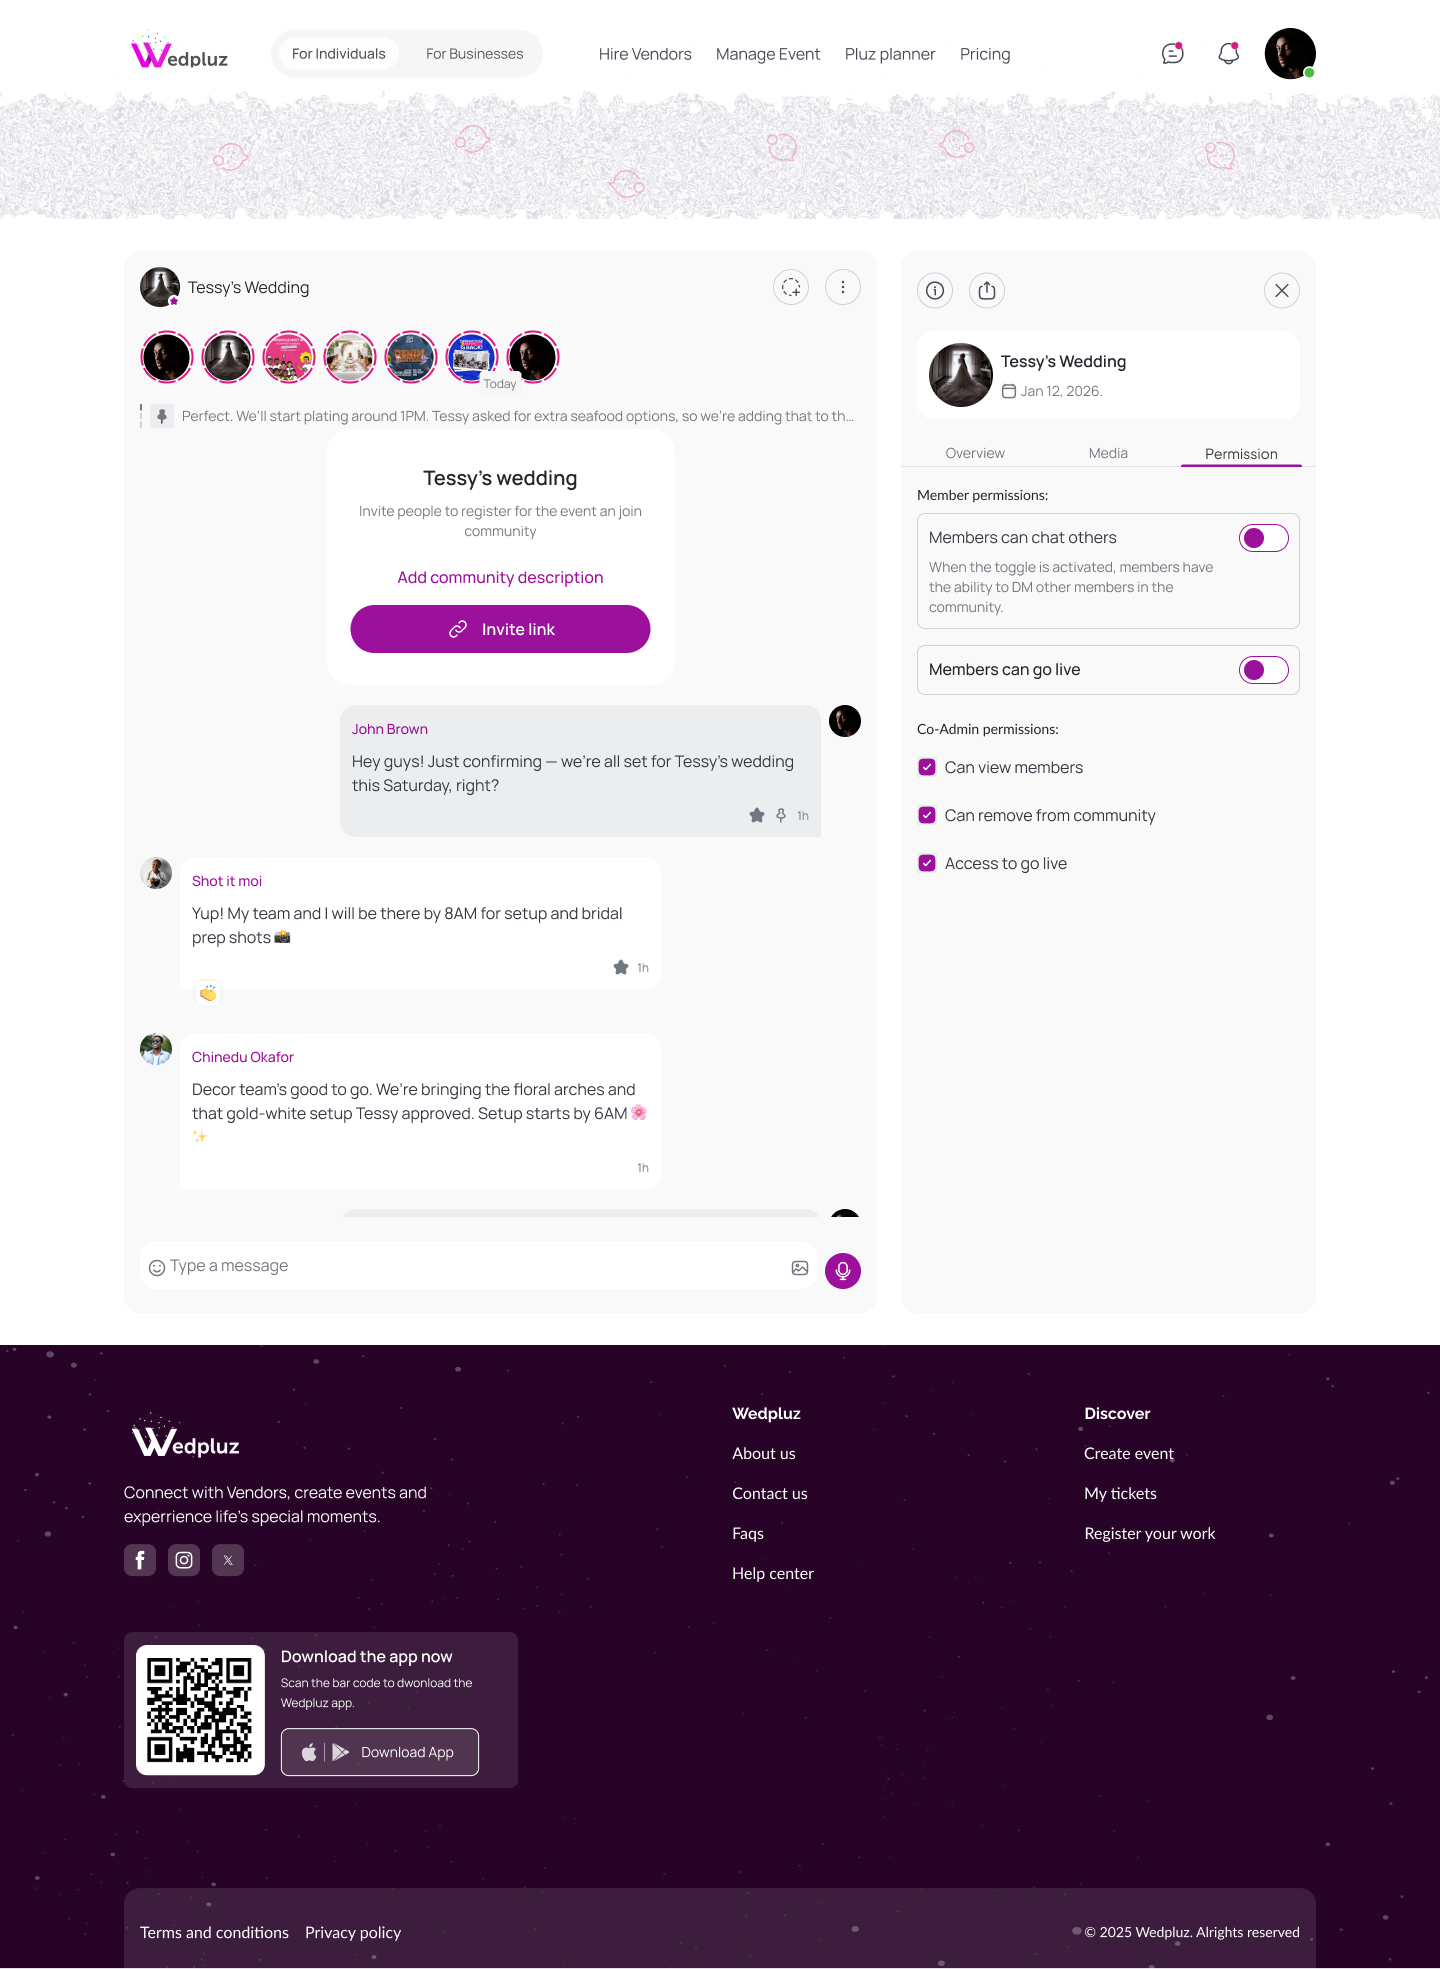 Wedpluz
For Individuals
For Businesses
Hire Vendors
Manage Event
Pluz planner
Pricing
Tessy's Wedding
Today
Perfect. We'll start plating around 1PM. Tessy asked for extra seafood options, so we're adding that to th...
Tessy's wedding
Invite people to register for the event an join
community
Add community description
Invite link
John Brown
Hey guys! Just confirming — we're all set for Tessy's wedding
this Saturday, right?
1h
Shot it moi
Yup! My team and I will be there by 8AM for setup and bridal
prep shots 📸
1h
👏
Chinedu Okafor
Decor team's good to go. We're bringing the floral arches and
that gold-white setup Tessy approved. Setup starts by 6AM 🌸
✨
1h
Type a message
Tessy's Wedding
Jan 12, 2026.
Overview
Media
Permission
Member permissions:
Members can chat others
When the toggle is activated, members have
the ability to DM other members in the
community.
Members can go live
Co-Admin permissions:
Can view members
Can remove from community
Access to go live
Wedpluz
Connect with Vendors, create events and
experrience life's special moments.
Download the app now
Scan the bar code to dwonload the
Wedpluz app.
Download App
Wedpluz
About us
Contact us
Faqs
Help center
Discover
Create event
My tickets
Register your work
Terms and conditions
Privacy policy
© 2025 Wedpluz. Alrights reserved